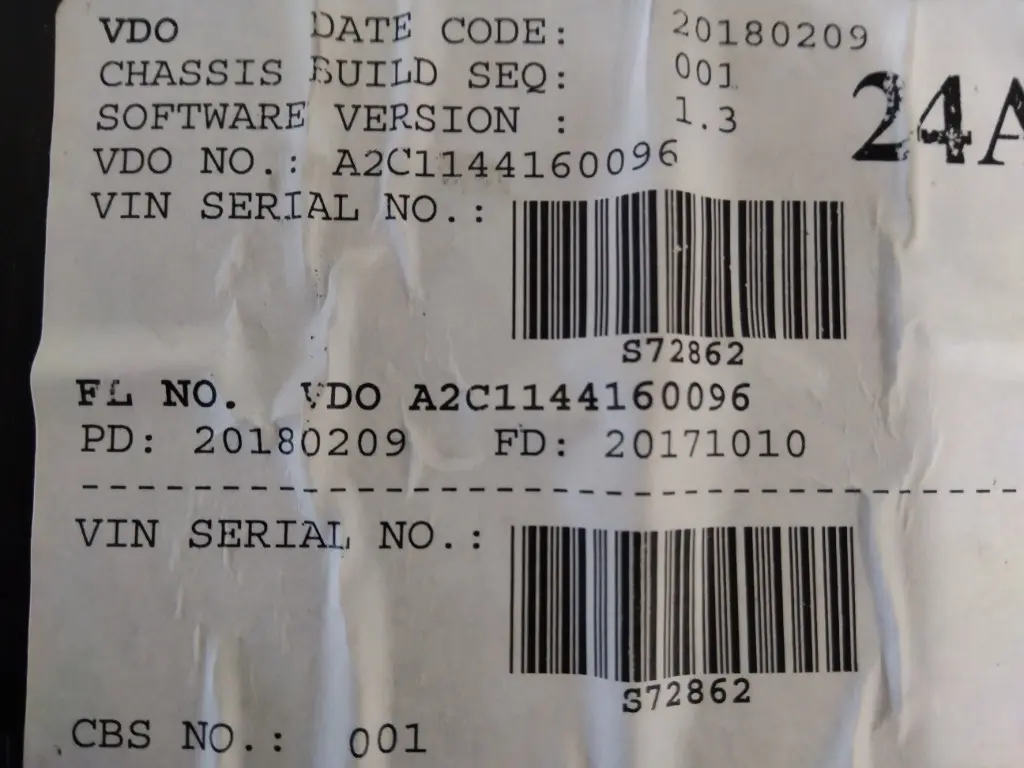 VDO DATE CODE: 20180209
CHASSIS BUILD SEQ: 001
SOFTWARE VERSION : 1.3
24A
VDO NO.: A2C1144160096
VIN SERIAL NO.:
S72862
FL NO. VDO A2C1144160096
PD: 20180209 FD: 20171010
--------------------------------------------------
VIN SERIAL NO.:
S72862
CBS NO.: 001